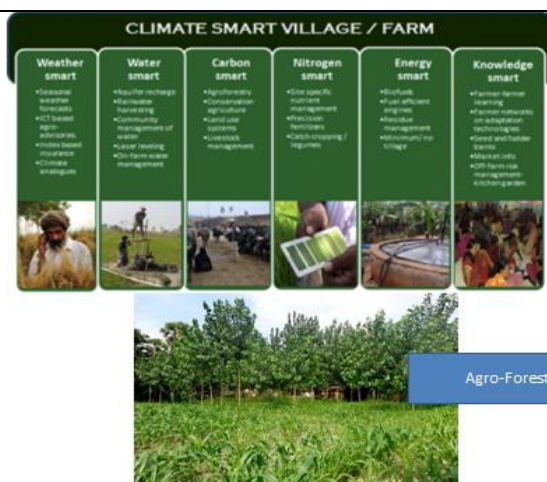 CLIMATE SMART VILLAGE / FARM
Weather
smart
•Seasonal
weather
forecasts
•ICT based
agro-
advisories
•Index based
insurance
•Climate
analogues
Water
smart
•Aquifer recharge
•Rainwater
harvesting
•Community
management of
water
•Laser leveling
•On-farm water
management
Carbon
smart
•Agroforestry
•Conservation
agriculture
•Land use
systems
•Livestock
management
Nitrogen
smart
•Site specific
nutrient
management
•Precision
fertilizers
•Catch cropping /
legumes
Energy
smart
•Biofuels
•Fuel efficient
engines
•Residue
management
•Minimum/ no
tillage
Knowledge
smart
•Farmer-farmer
learning
•Farmer networks
on adaptation
technologies
•Seed and fodder
banks
•Market info
•Off-farm risk
management-
kitchen garden
Agro-Forest